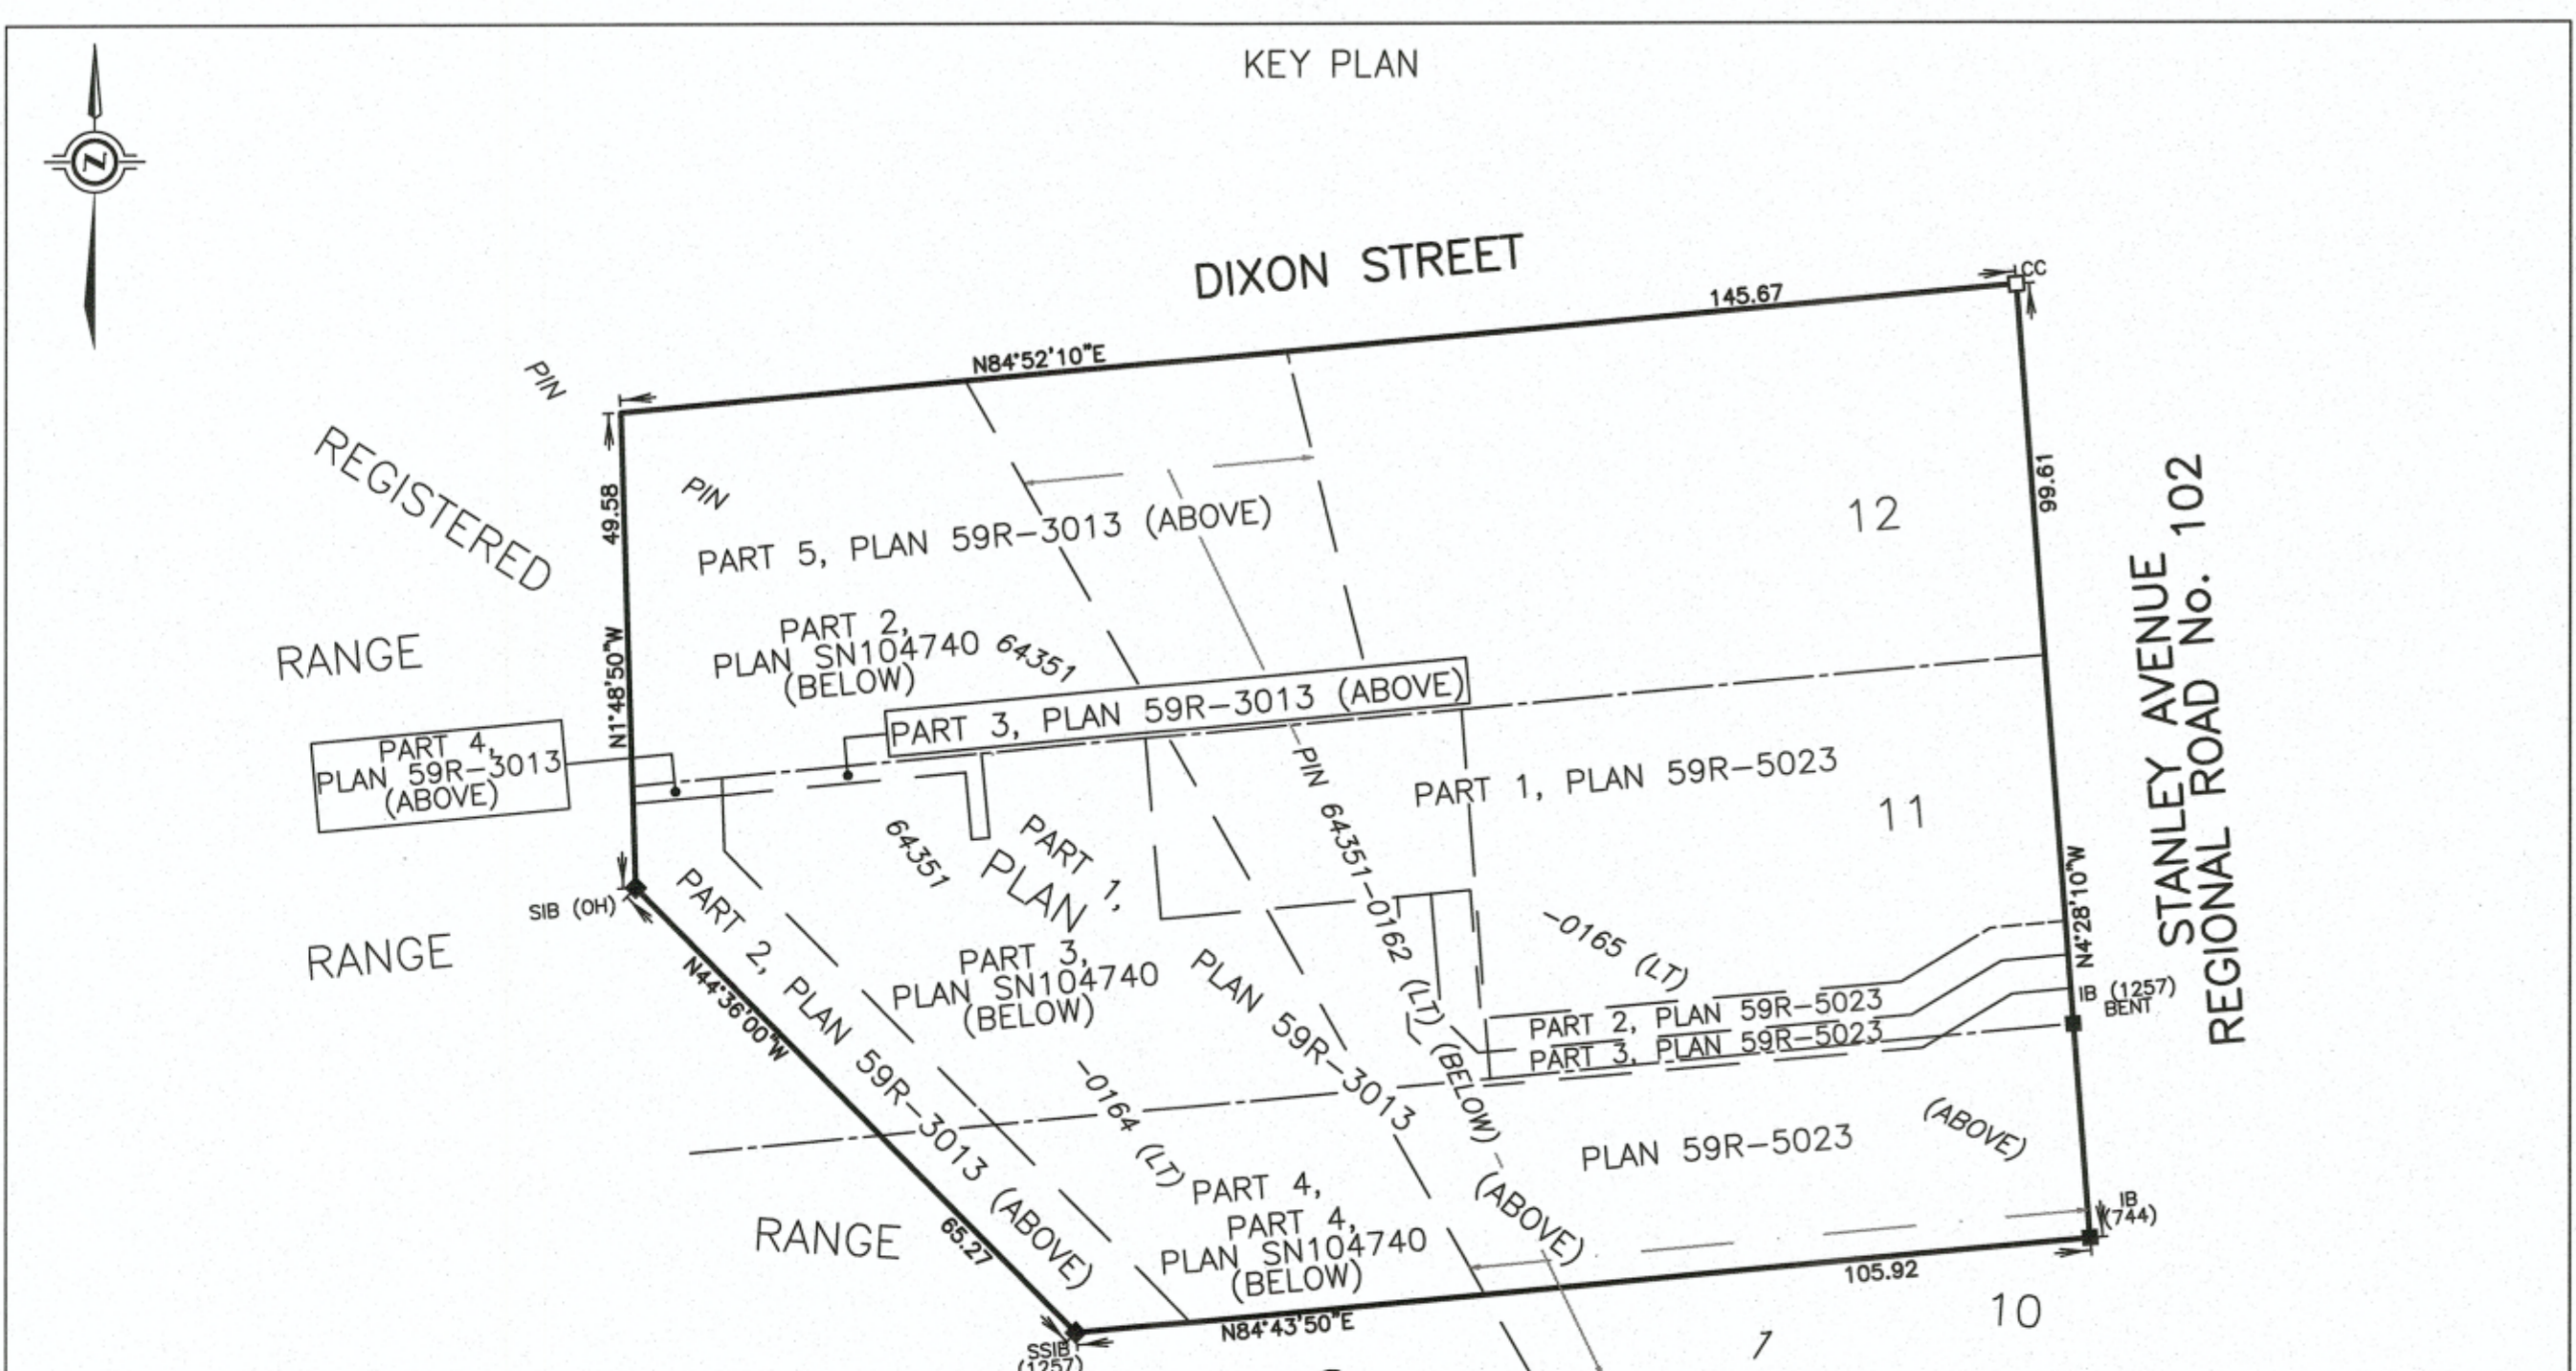 KEY PLAN
N
DIXON STREET
CC
145.67
N84°52'10"E
PIN
REGISTERED
49.58
PIN
99.61
12
PART 5, PLAN 59R-3013 (ABOVE)
STANLEY AVENUE
REGIONAL ROAD No. 102
RANGE
N1°48'50"W
PART 2,
PLAN SN104740
(BELOW)
64351
PART 3, PLAN 59R-3013 (ABOVE)
PART 4,
PLAN 59R-3013
(ABOVE)
PIN 64351-0162 (LT) (BELOW)
PART 1, PLAN 59R-5023
11
64351
PART 1,
PLAN
SIB (OH)
RANGE
PART 2, PLAN 59R-3013 (ABOVE)
N44°36'00"W
PART 3,
PLAN SN104740
(BELOW)
PLAN 59R-3013 (ABOVE)
-0165 (LT)
N4°28'10"W
IB (1257)
BENT
PART 2, PLAN 59R-5023
PART 3, PLAN 59R-5023
-0164 (LT)
PLAN 59R-5023
(ABOVE)
RANGE
65.27
PART 4,
PART 4,
PLAN SN104740
(BELOW)
IB
(744)
105.92
N84°43'50"E
SSIB
(1257)
10